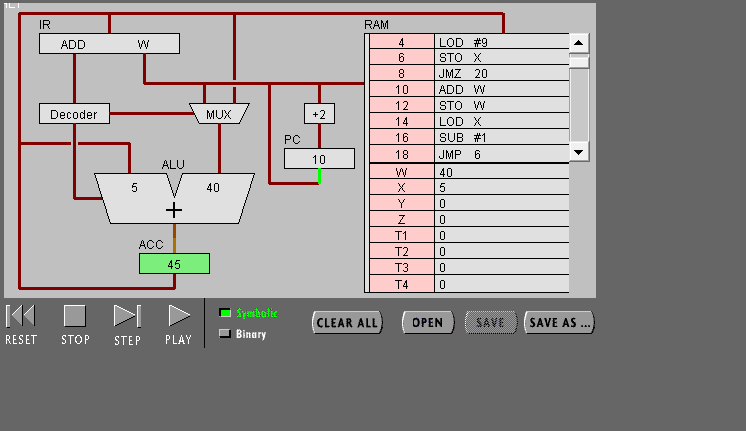 IR
RAM
ADD W
Decoder
MUX
+2
PC
10
ALU
5 40
+
ACC
45
4 LOD #9
6 STO X
8 JMZ 20
10 ADD W
12 STO W
14 LOD X
16 SUB #1
18 JMP 6
W 40
X 5
Y 0
Z 0
T1 0
T2 0
T3 0
T4 0
RESET
STOP
STEP
PLAY
Symbolic
Binary
CLEAR ALL
OPEN
SAVE
SAVE AS ...